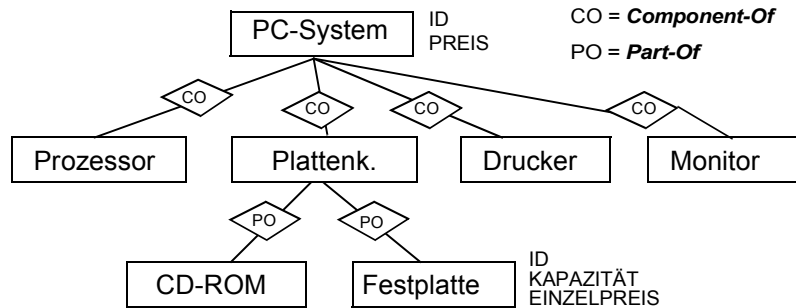 PC-System
ID
PREIS
CO = Component-Of
PO = Part-Of
CO
CO
CO
CO
Prozessor
Plattenk.
Drucker
Monitor
PO
PO
CD-ROM
Festplatte
ID
KAPAZITÄT
EINZELPREIS